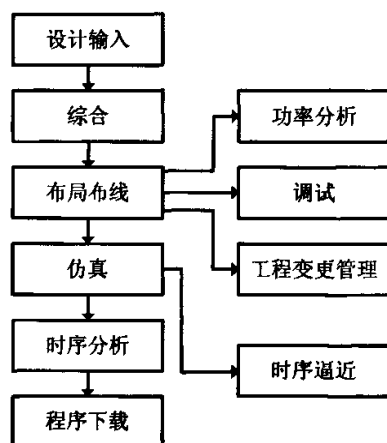 设计输入
综合
功率分析
布局布线
调试
仿真
工程变更管理
时序分析
时序逼近
程序下载